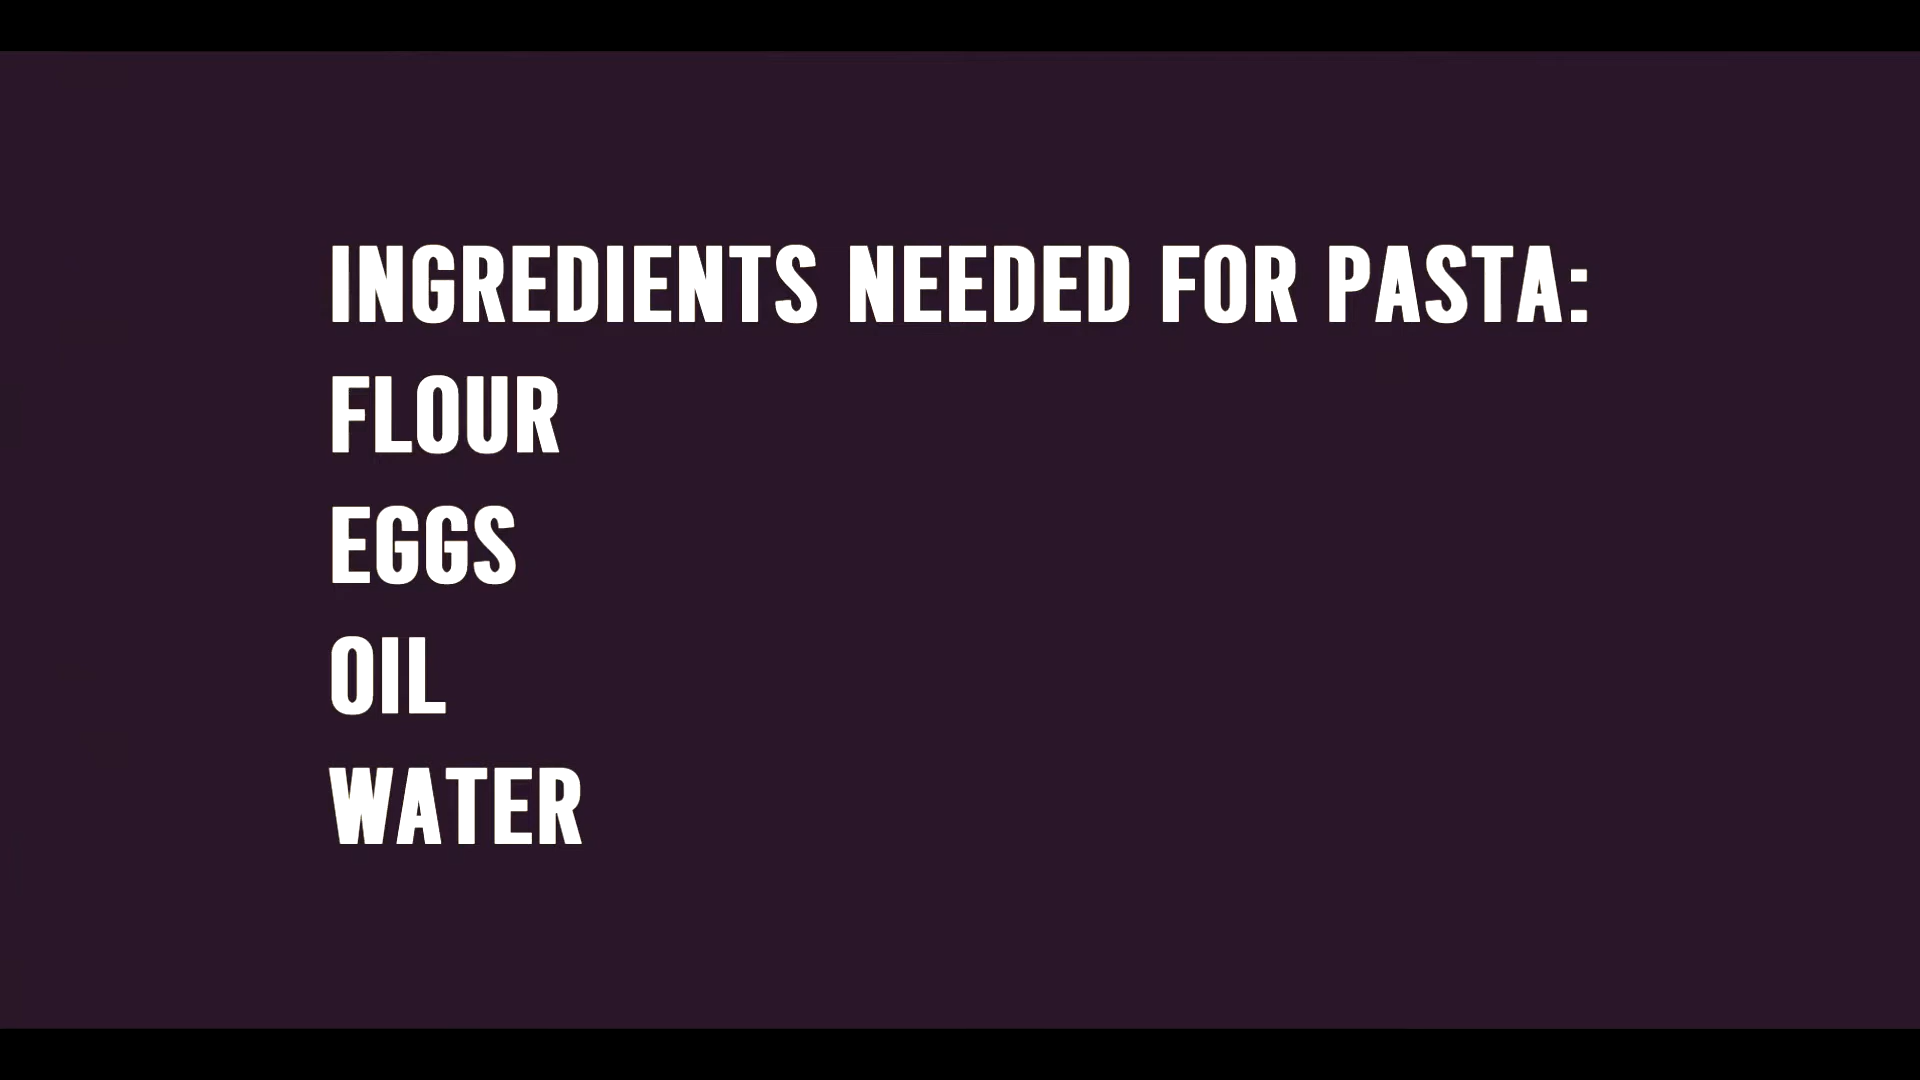 INGREDIENTS NEEDED FOR PASTA:
FLOUR
EGGS
OIL
WATER